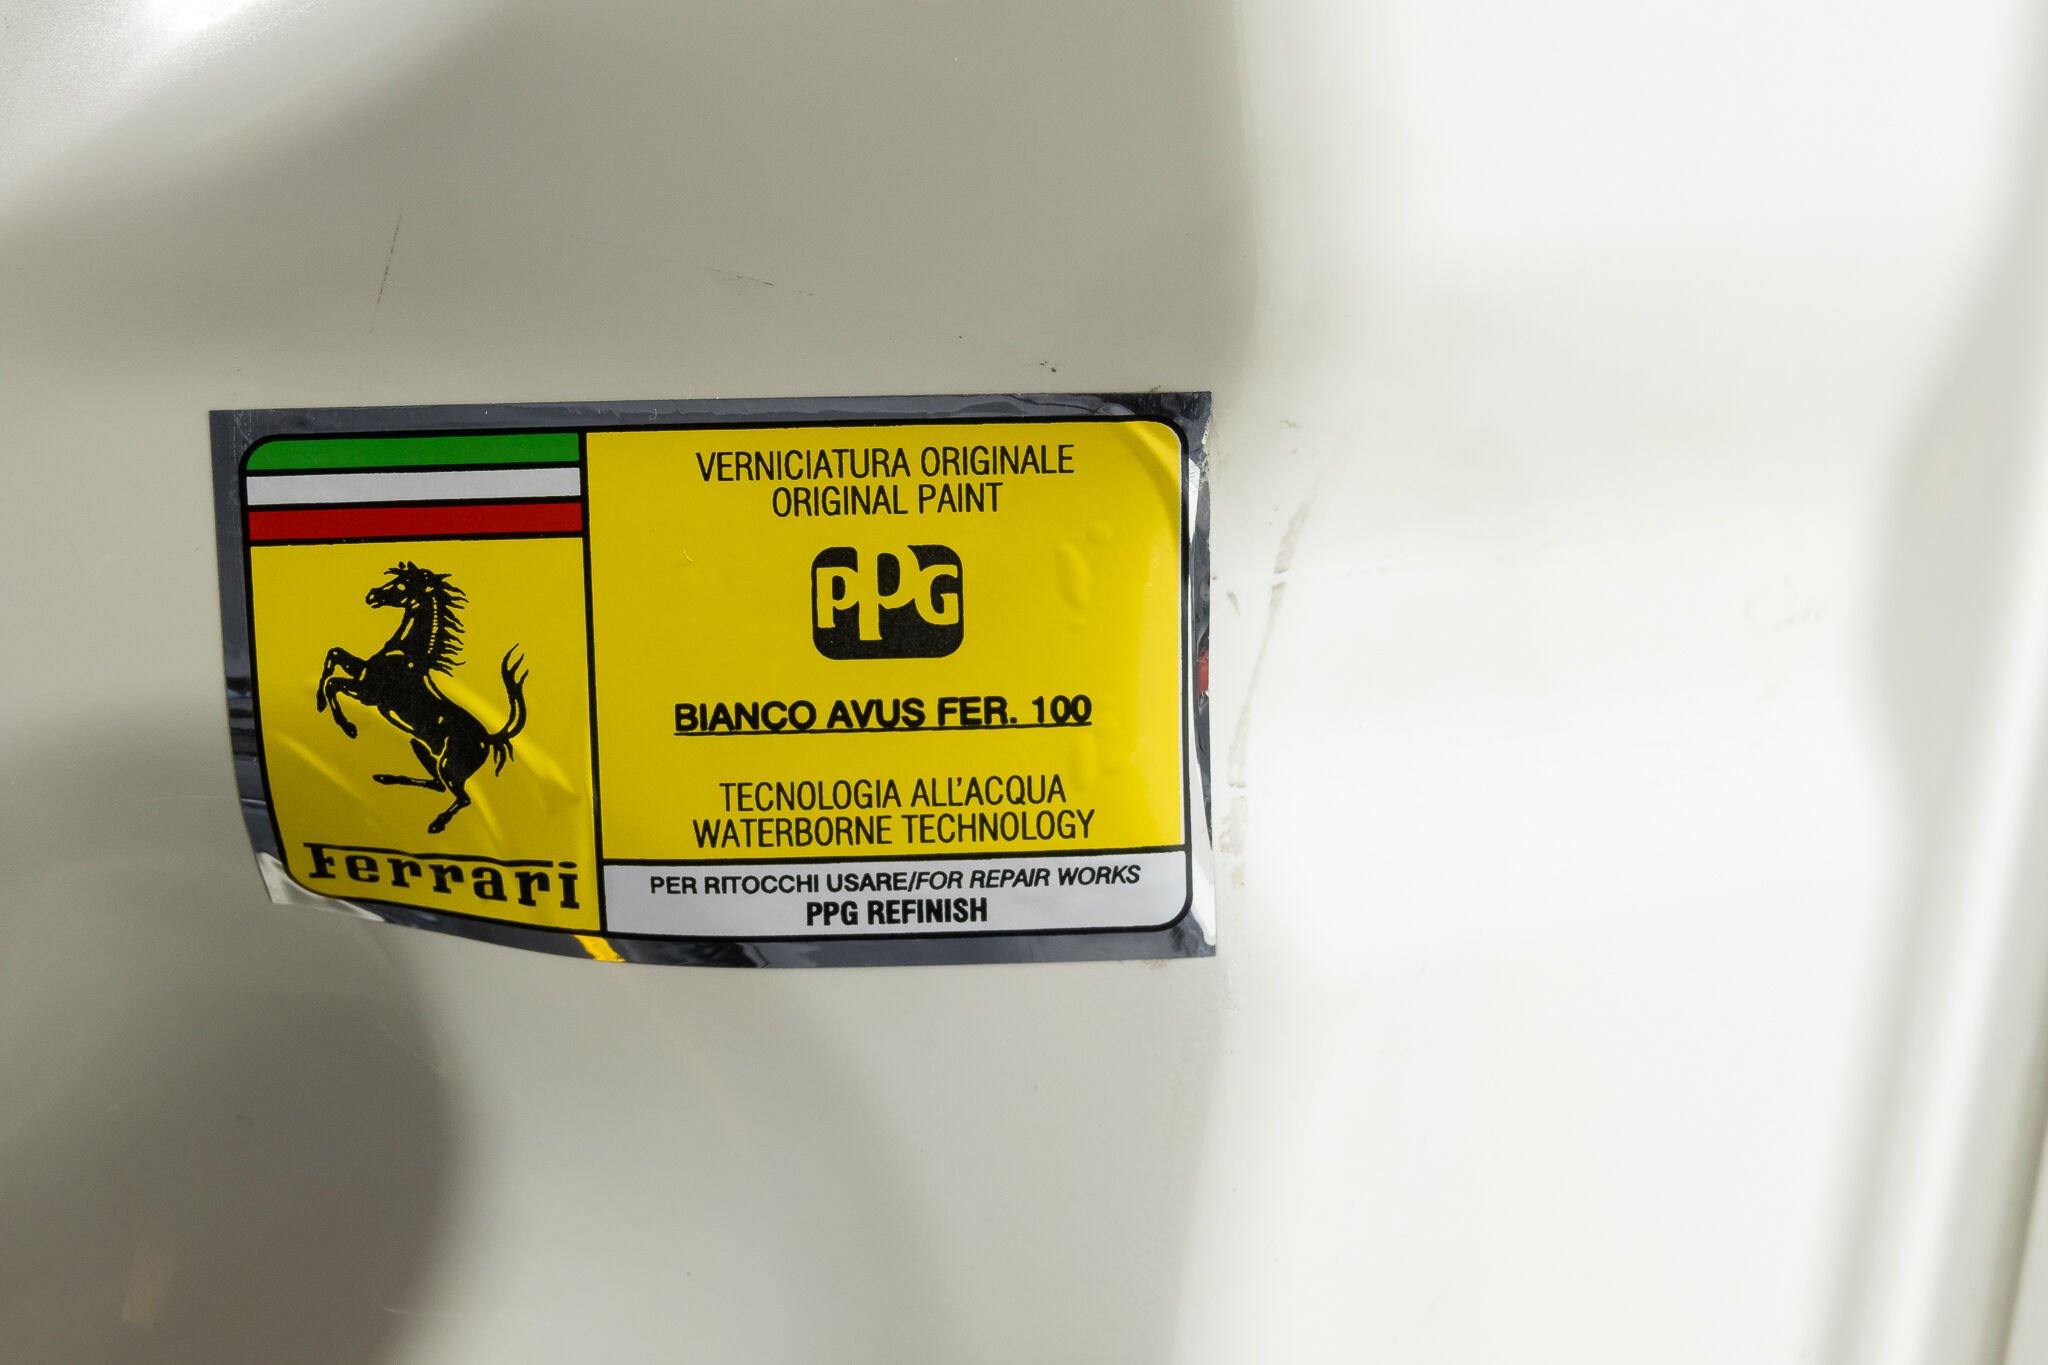 VERNICIATURA ORIGINALE
ORIGINAL PAINT
PPG
BIANCO AVUS FER. 100
TECNOLOGIA ALL'ACQUA
WATERBORNE TECHNOLOGY
Ferrari
PER RITOCCHI USARE/FOR REPAIR WORKS
PPG REFINISH